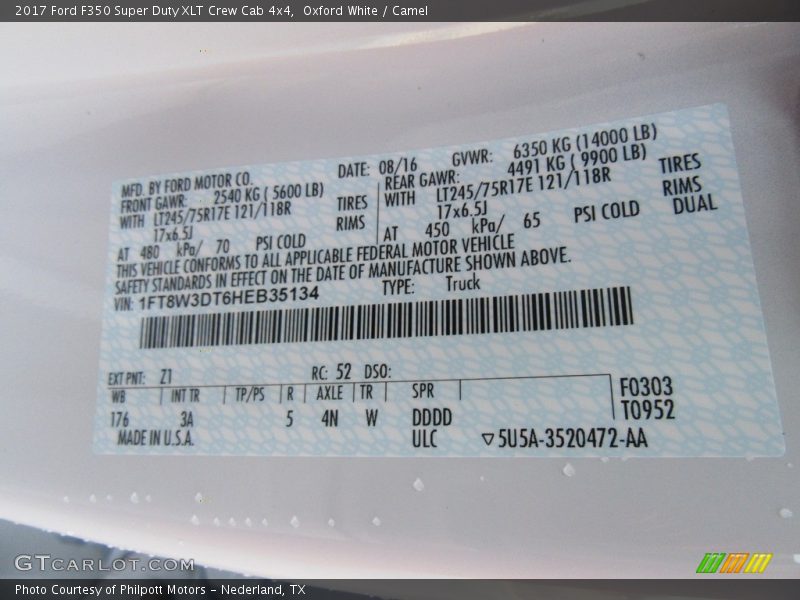 2017 Ford F350 Super Duty XLT Crew Cab 4x4,  Oxford White / Camel
MFD. BY FORD MOTOR CO. DATE: 08/16 GVWR: 6350 KG (14000 LB)
FRONT GAWR: 2540 KG ( 5600 LB) REAR GAWR: 4491 KG ( 9900 LB)
WITH LT245/75R17E 121/118R TIRES WITH LT245/75R17E 121/118R TIRES
17x6.5J RIMS 17x6.5J RIMS
AT 480 kPa/ 70 PSI COLD AT 450 kPa/ 65 PSI COLD DUAL
THIS VEHICLE CONFORMS TO ALL APPLICABLE FEDERAL MOTOR VEHICLE
SAFETY STANDARDS IN EFFECT ON THE DATE OF MANUFACTURE SHOWN ABOVE.
VIN: 1FT8W3DT6HEB35134 TYPE: Truck
EXT PNT: Z1 RC: 52 DSO:
WB INT TR TP/PS R AXLE TR SPR F0303
176 3A 5 4N W DDDD T0952
MADE IN U.S.A. ULC ▽5U5A-3520472-AA
GTCARLOT.COM
Photo Courtesy of Philpott Motors – Nederland, TX